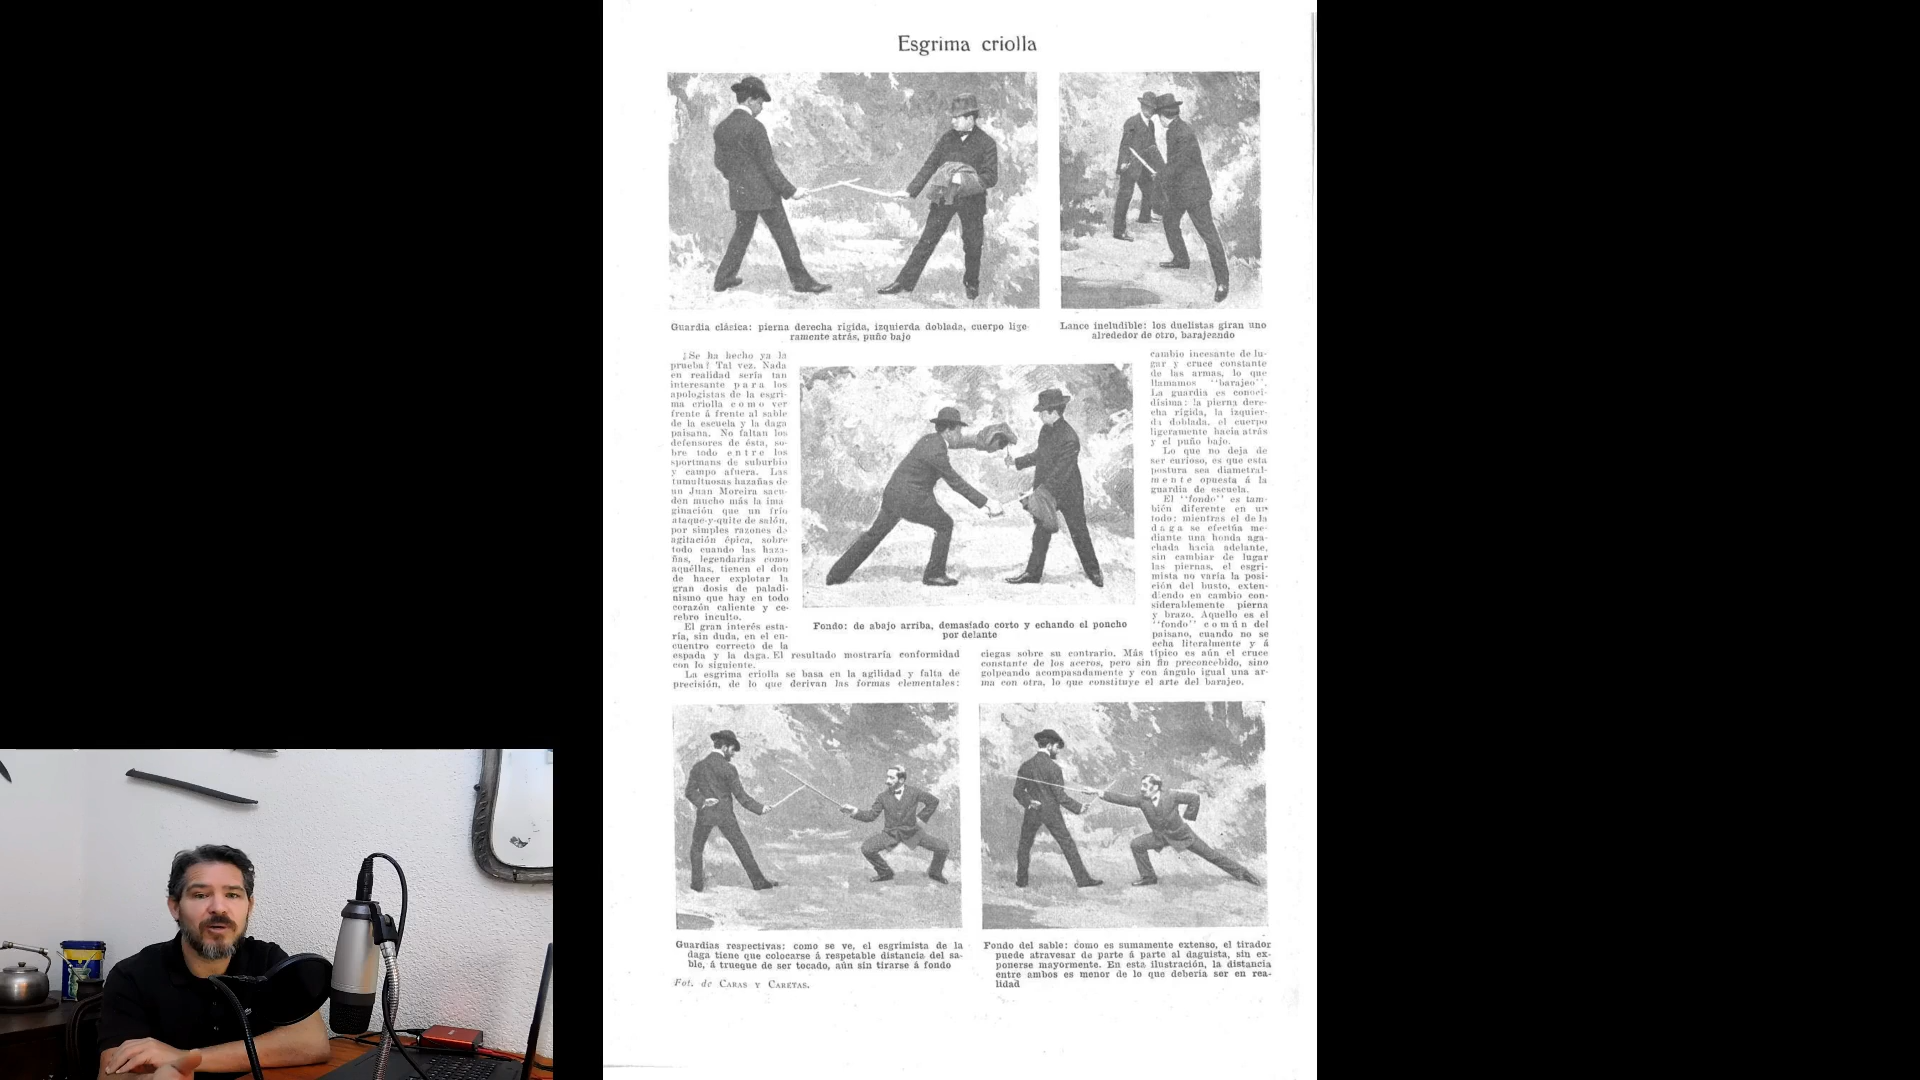 Esgrima criolla
Guardia clásica: pierna derecha rígida, izquierda doblada, cuerpo lige-
ramente atrás, puño bajo
Lance ineludible: los duelistas giran uno
alrededor de otro, barajeando
¿Se ha hecho ya la
prueba? Tal vez. Nada
en realidad sería tan
interesante para los
apologistas de la esgri-
ma criolla como ver
frente á frente al sable
de la escuela y la daga
paisana. No faltan los
defensores de ésta, so-
bre todo entre los
sportmans de suburbio
y campo afuera. Las
tumultuosas hazañas de
un Juan Moreira sacu-
den mucho más la ima-
ginación que un frío
ataque-y-quite de salón,
por simples razones de
agitación épica, sobre
todo cuando las haza-
ñas, legendarias como
aquéllas, tienen el don
de hacer explotar la
gran dosis de paladi-
nismo que hay en todo
corazón caliente y ce-
rebro inculto.
El gran interés esta-
ría, sin duda, en el en-
cuentro correcto de la
espada y la daga. El resultado mostraría conformidad
con lo siguiente.
La esgrima criolla se basa en la agilidad y falta de
precisión, de lo que derivan las formas elementales:
Fondo: de abajo arriba, demasiado corto y echando el poncho
por delante
cambio incesante de lu-
gar y cruce constante
de las armas, lo que
llamamos "barajeo".
La guardia es conoci-
dísima: la pierna dere-
cha rígida, la izquier-
da doblada, el cuerpo
ligeramente hacia atrás
y el puño bajo.
Lo que no deja de
ser curioso, es que esta
postura sea diametral-
mente opuesta á la
guardia de escuela.
El "fondo" es tam-
bién diferente en un
todo: mientras el de la
daga se efectúa me-
diante una honda aga-
chada hacia adelante,
sin cambiar de lugar
las piernas, el esgri-
mista no varía la posi-
ción del busto, exten-
diendo en cambio con-
siderablemente pierna
y brazo. Aquello es el
"fondo" común del
paisano, cuando no se
echa literalmente y á
ciegas sobre su contrario. Más típico es aún el cruce
constante de los aceros, pero sin fin preconcebido, sino
golpeando acompasadamente y con ángulo igual una ar-
ma con otra, lo que constituye el arte del barajeo.
Guardias respectivas: como se ve, el esgrimista de la
daga tiene que colocarse á respetable distancia del sa-
ble, á trueque de ser tocado, aún sin tirarse á fondo
Fot. de CARAS Y CARETAS.
Fondo del sable: como es sumamente extenso, el tirador
puede atravesar de parte á parte al daguista, sin ex-
ponerse mayormente. En esta ilustración, la distancia
entre ambos es menor de lo que debería ser en rea-
lidad